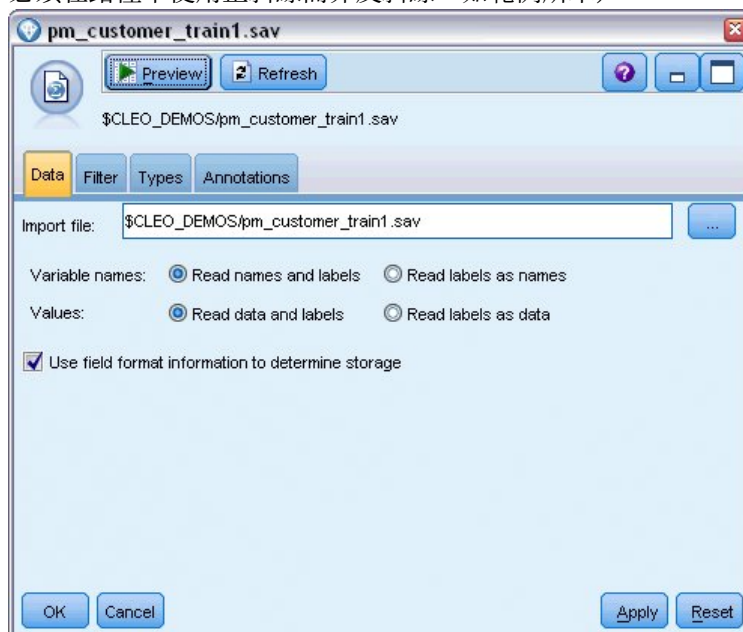 pm_customer_train1.sav
Preview Refresh
$CLEO_DEMOS/pm_customer_train1.sav
Data Filter Types Annotations
Import file: $CLEO_DEMOS/pm_customer_train1.sav ...
Variable names: Read names and labels Read labels as names
Values: Read data and labels Read labels as data
Use field format information to determine storage
OK Cancel Apply Reset